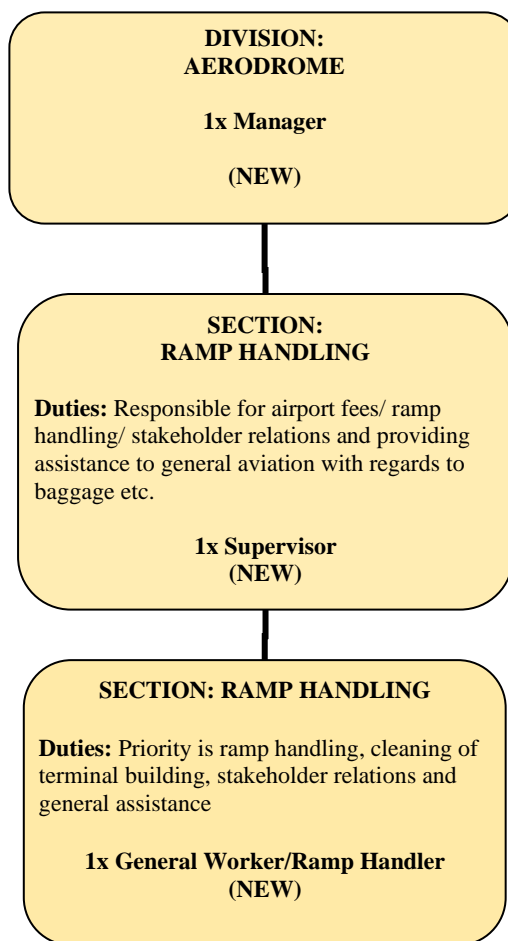 DIVISION:
AERODROME
1x Manager
(NEW)
SECTION:
RAMP HANDLING
Duties: Responsible for airport fees/ ramp
handling/ stakeholder relations and providing
assistance to general aviation with regards to
baggage etc.
1x Supervisor
(NEW)
SECTION: RAMP HANDLING
Duties: Priority is ramp handling, cleaning of
terminal building, stakeholder relations and
general assistance
1x General Worker/Ramp Handler
(NEW)